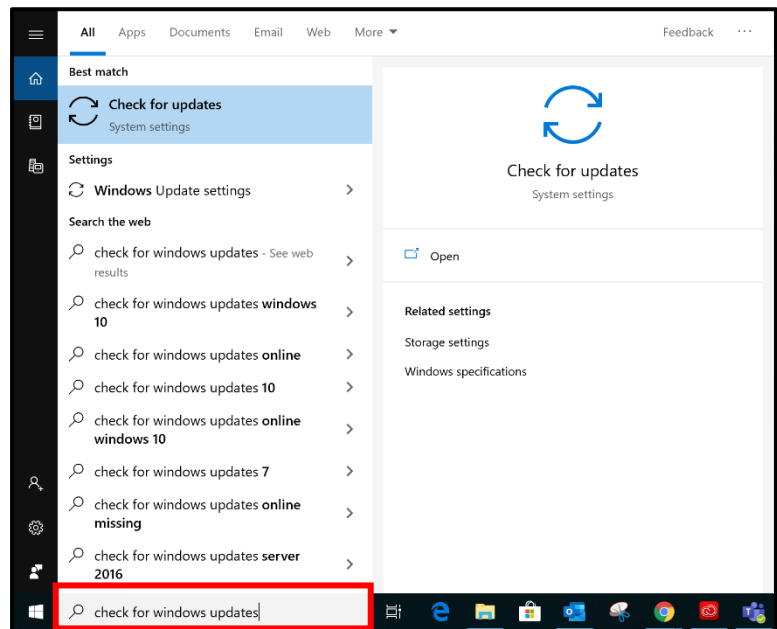 All Apps Documents Email Web More Feedback ...
Best match
Check for updates
System settings
Settings
Windows Update settings
Search the web
check for windows updates - See web
results
check for windows updates windows
10
check for windows updates online
check for windows updates 10
check for windows updates online
windows 10
check for windows updates 7
check for windows updates online
missing
check for windows updates server
2016
check for windows updates
Check for updates
System settings
Open
Related settings
Storage settings
Windows specifications